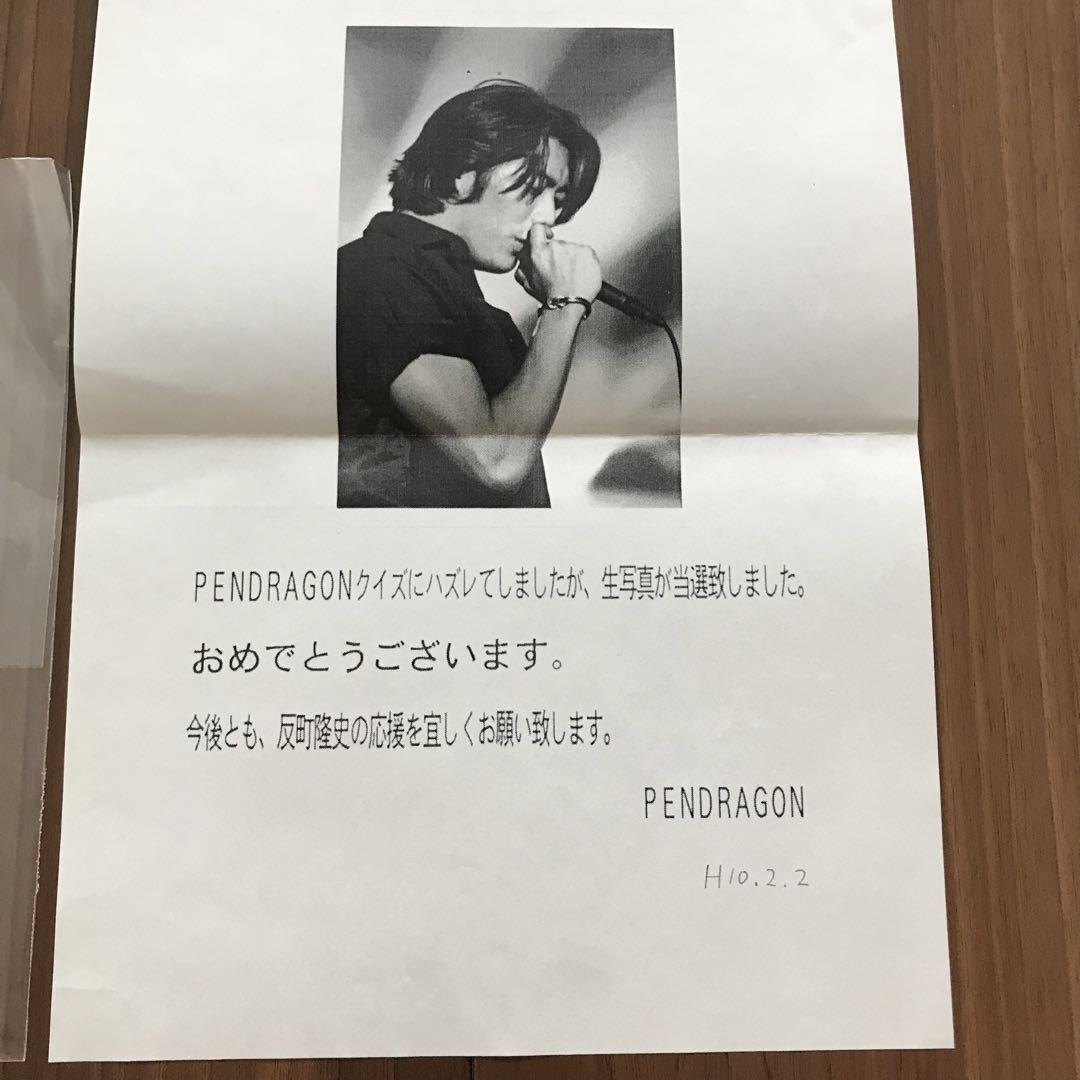 PENDRAGONクイズにハズレてしましたが、生写真が当選致しました。
おめでとうございます。
今後とも、反町隆史の応援を宜しくお願い致します。
PENDRAGON
H10.2.2